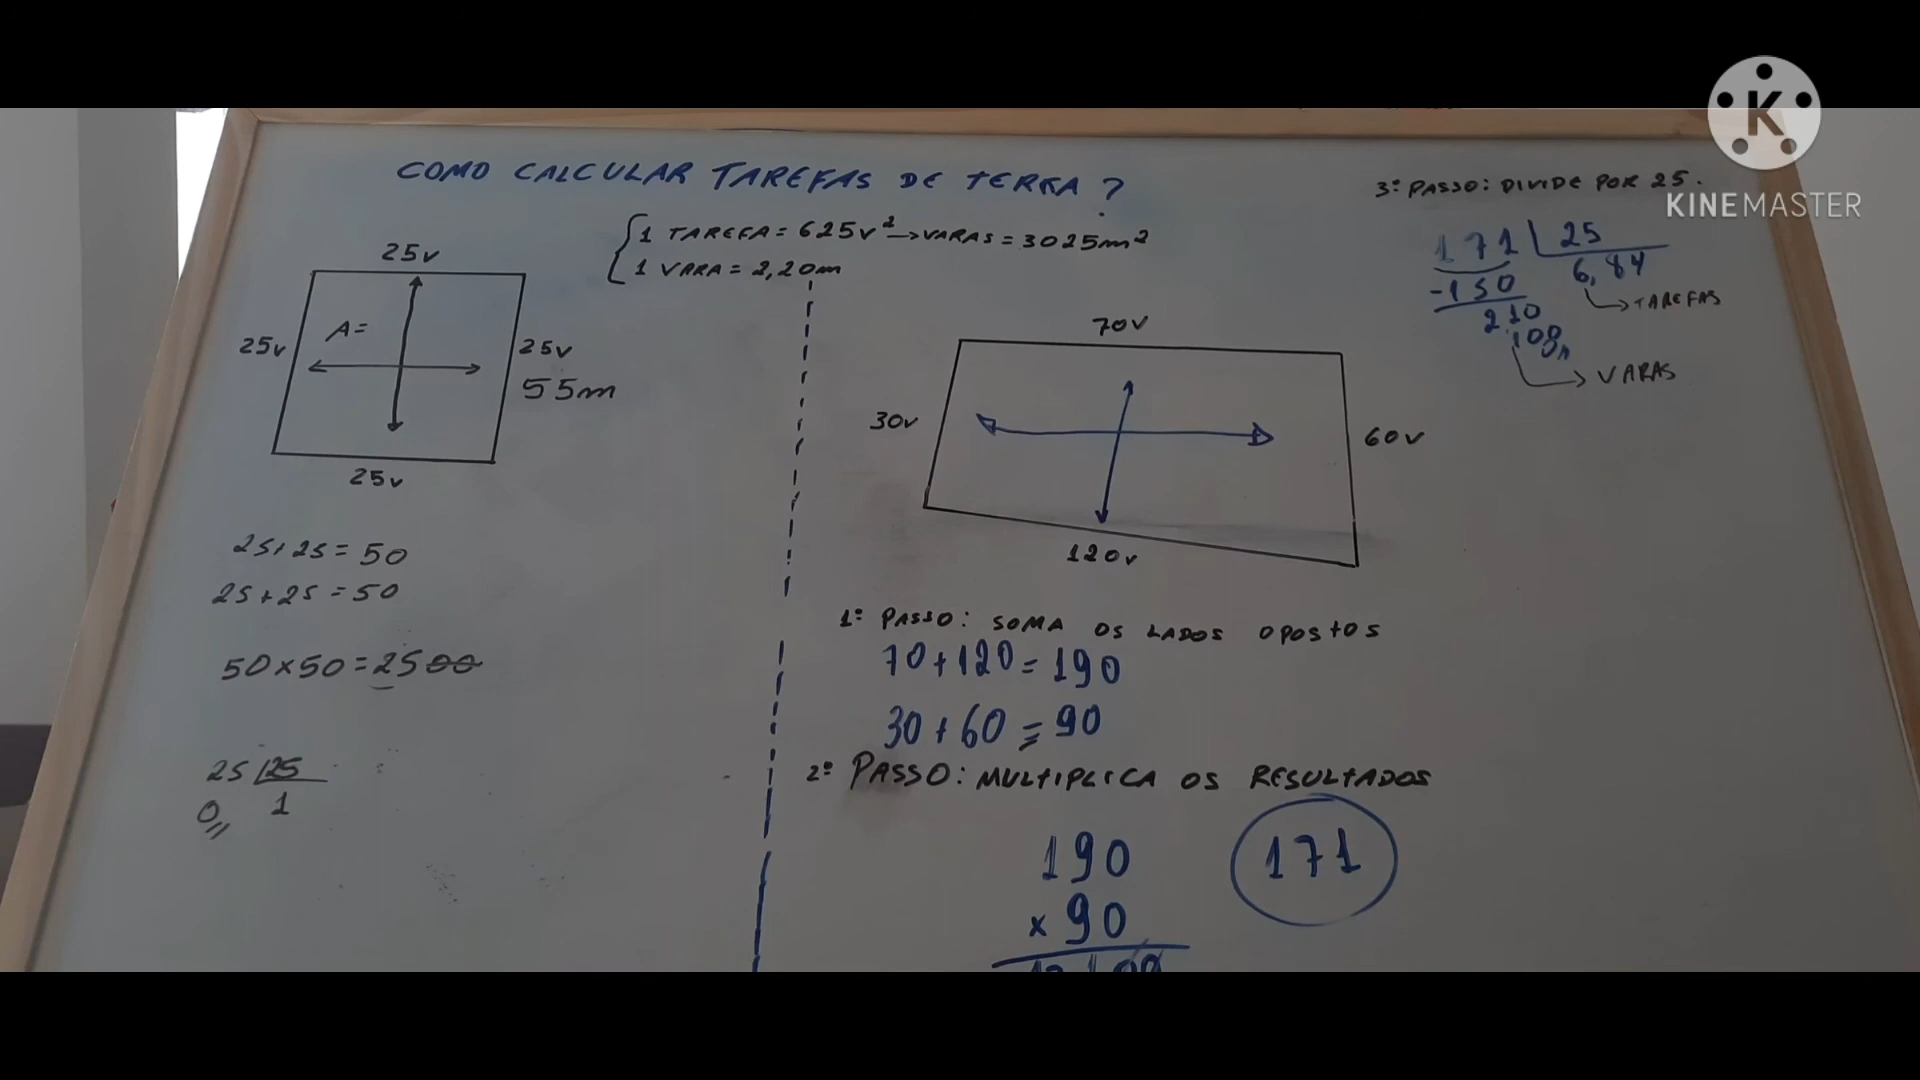 COMO CALCULAR TAREFAS DE TERRA?
{1 TAREFA = 625v² → VARAS = 3025m²
1 VARA = 2,20m
25v
A=
25v
25v
55m
25v
25+25=50
25+25=50
50x50=2500
25 25
0 1
70v
30v
60v
120v
1º PASSO: SOMA OS LADOS OPOSTOS
70+120=190
30+60=90
2º PASSO: MULTIPLICA OS RESULTADOS
190
x 90
171
3º PASSO: DIVIDE POR 25.
171 25
-150 6,84
→ TAREFAS
210
100
→ VARAS
K
KINEMASTER